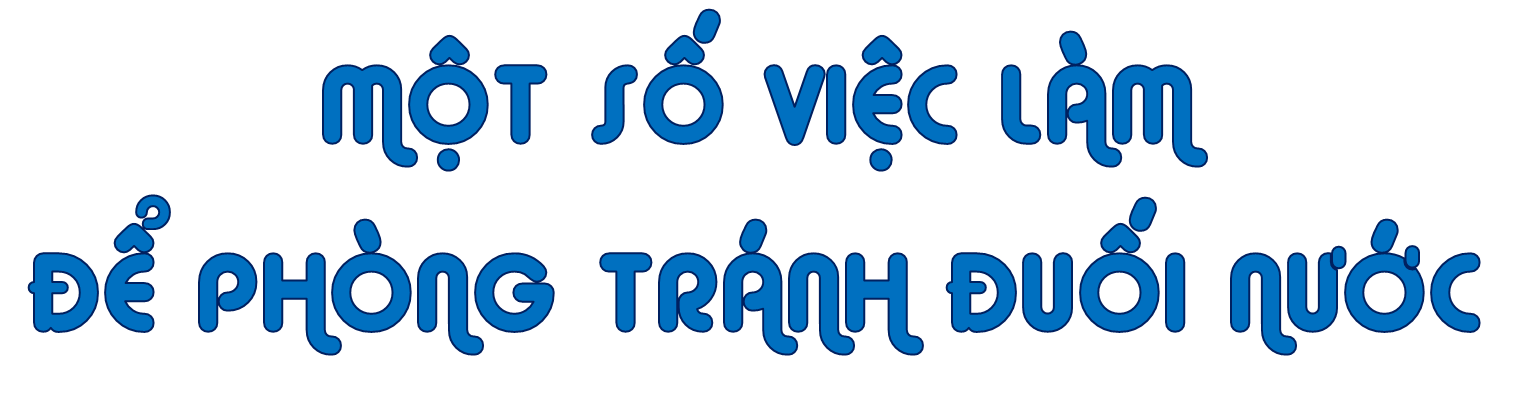 MỘT SỐ VIỆC LÀM
ĐỂ PHÒNG TRÁNH ĐUỐI NƯỚC